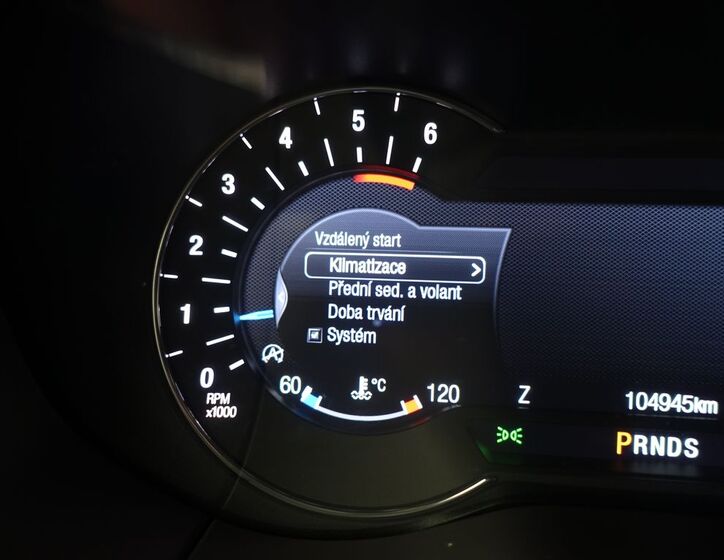 6
5
4
3
2
1
0
RPM
x1000
Vzdálený start
Klimatizace
Přední sed. a volant
Doba trvání
Systém
60 °C 120
Z 104945km
PRNDS